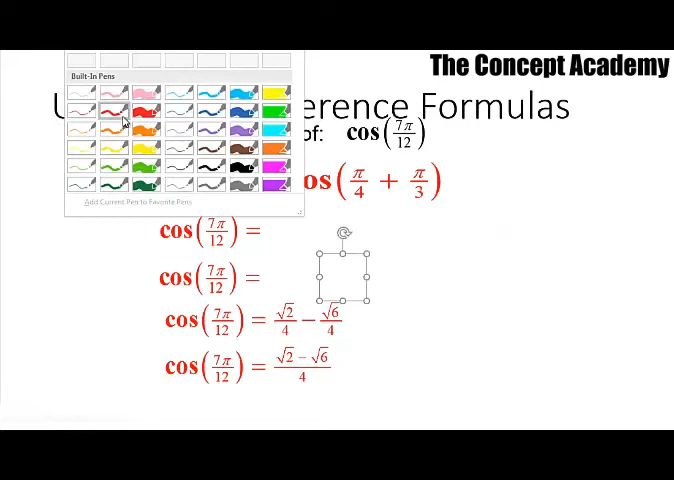 The Concept Academy
Built-In Pens
U erence Formulas
of: cos(7π/12)
os(π/4 + π/3)
Add Current Pen to Favorite Pens
cos(7π/12) =
cos(7π/12) =
cos(7π/12) = √2/4 − √6/4
cos(7π/12) = (√2 − √6)/4